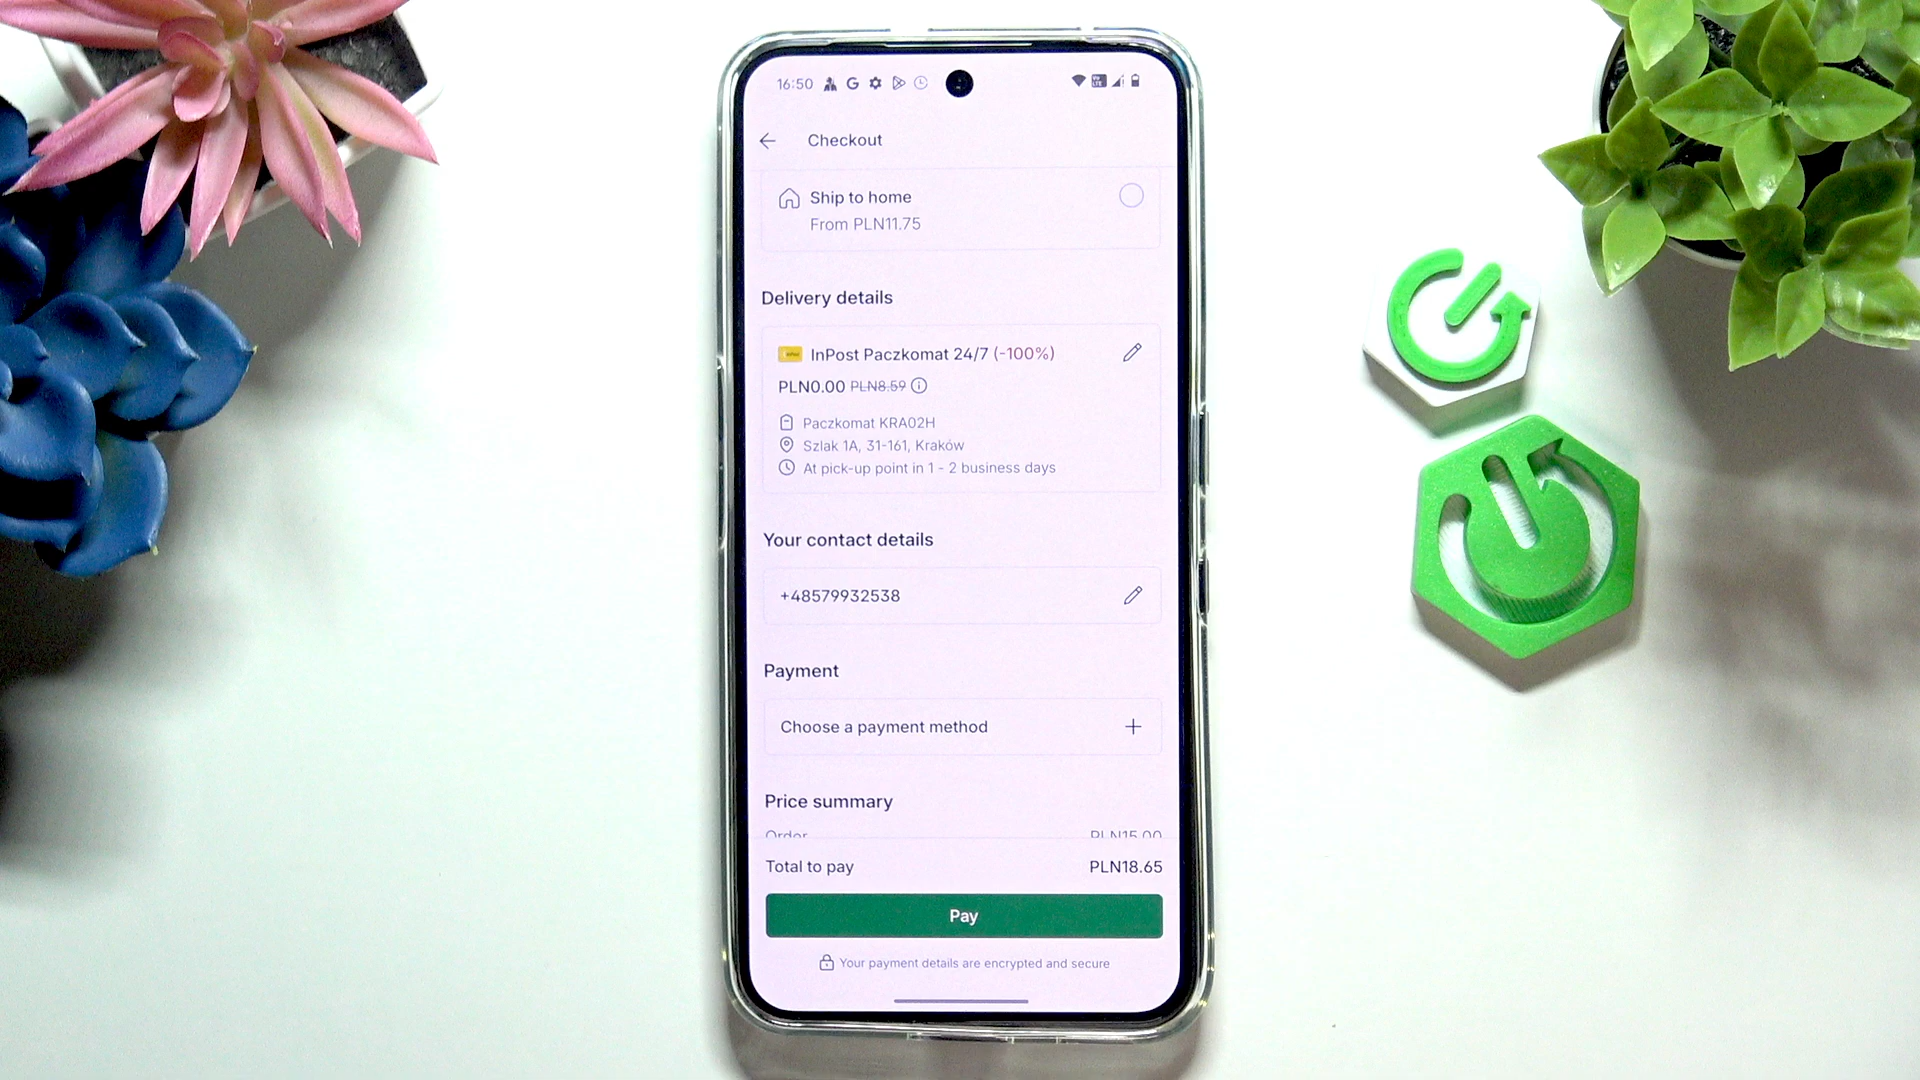 16:50
Checkout
Ship to home
From PLN11.75
Delivery details
InPost Paczkomat 24/7 (-100%)
PLN0.00 PLN8.59
Paczkomat KRA02H
Szlak 1A, 31-161, Kraków
At pick-up point in 1 - 2 business days
Your contact details
+48579932538
Payment
Choose a payment method
Price summary
Order PLN15.00
Total to pay PLN18.65
Pay
Your payment details are encrypted and secure